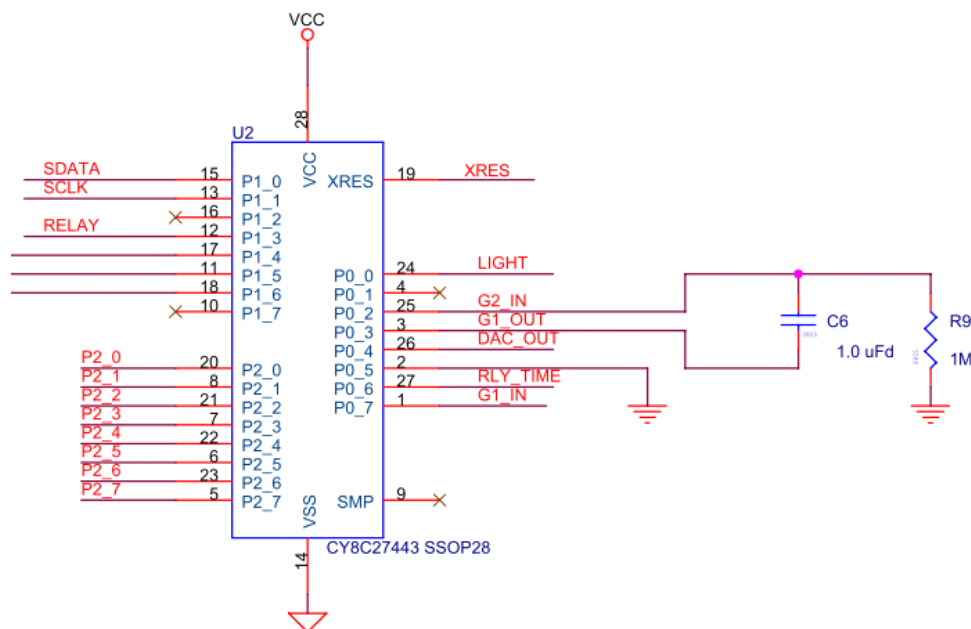 VCC
28
U2
VCC
SDATA
15
P1_0
XRES
19
XRES
SCLK
13
P1_1
16
P1_2
RELAY
12
P1_3
17
P1_4
11
P1_5
18
P1_6
10
P1_7
P0_0
24
LIGHT
P0_1
4
P0_2
25
G2_IN
P0_3
3
G1_OUT
P0_4
26
DAC_OUT
P0_5
2
P0_6
27
RLY_TIME
P0_7
1
G1_IN
C6
0805
1.0 uFd
R9
0805
1M
P2_0
20
P2_0
P2_1
8
P2_1
P2_2
21
P2_2
P2_3
7
P2_3
P2_4
22
P2_4
P2_5
6
P2_5
P2_6
23
P2_6
P2_7
5
P2_7
SMP
9
VSS
14
CY8C27443 SSOP28